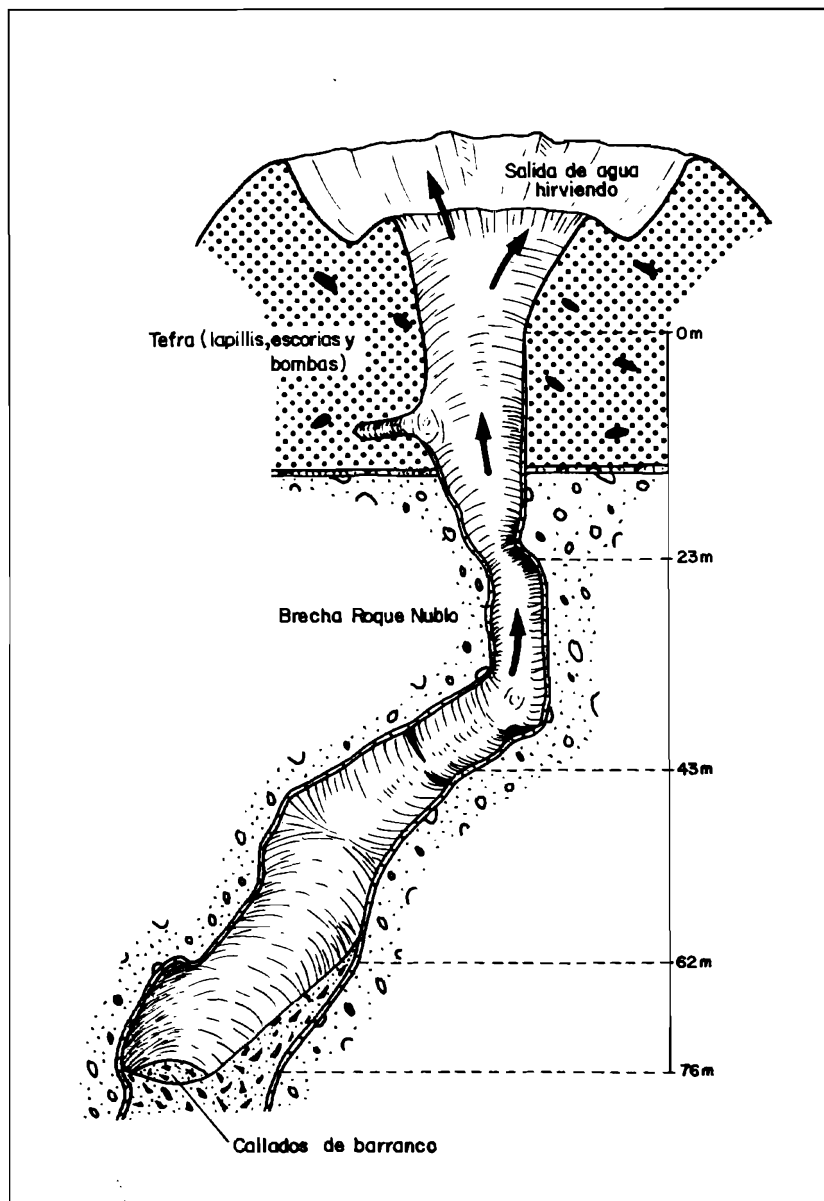 Salida de agua
hirviendo
0m
Tefra (lapillis, escorias y
bombas)
23m
Brecha Roque Nublo
43m
62m
76m
Callados de barranco